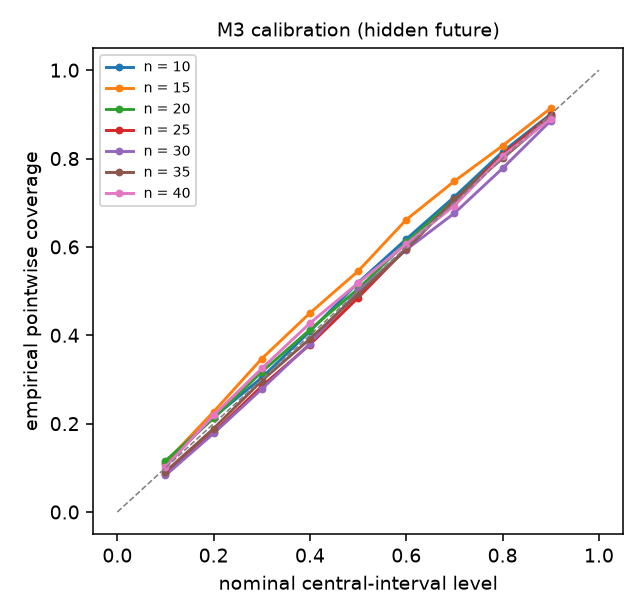 M3 calibration (hidden future)
n = 10
n = 15
n = 20
n = 25
n = 30
n = 35
n = 40
1.0
0.8
0.6
0.4
0.2
0.0
empirical pointwise coverage
0.0 0.2 0.4 0.6 0.8 1.0
nominal central-interval level